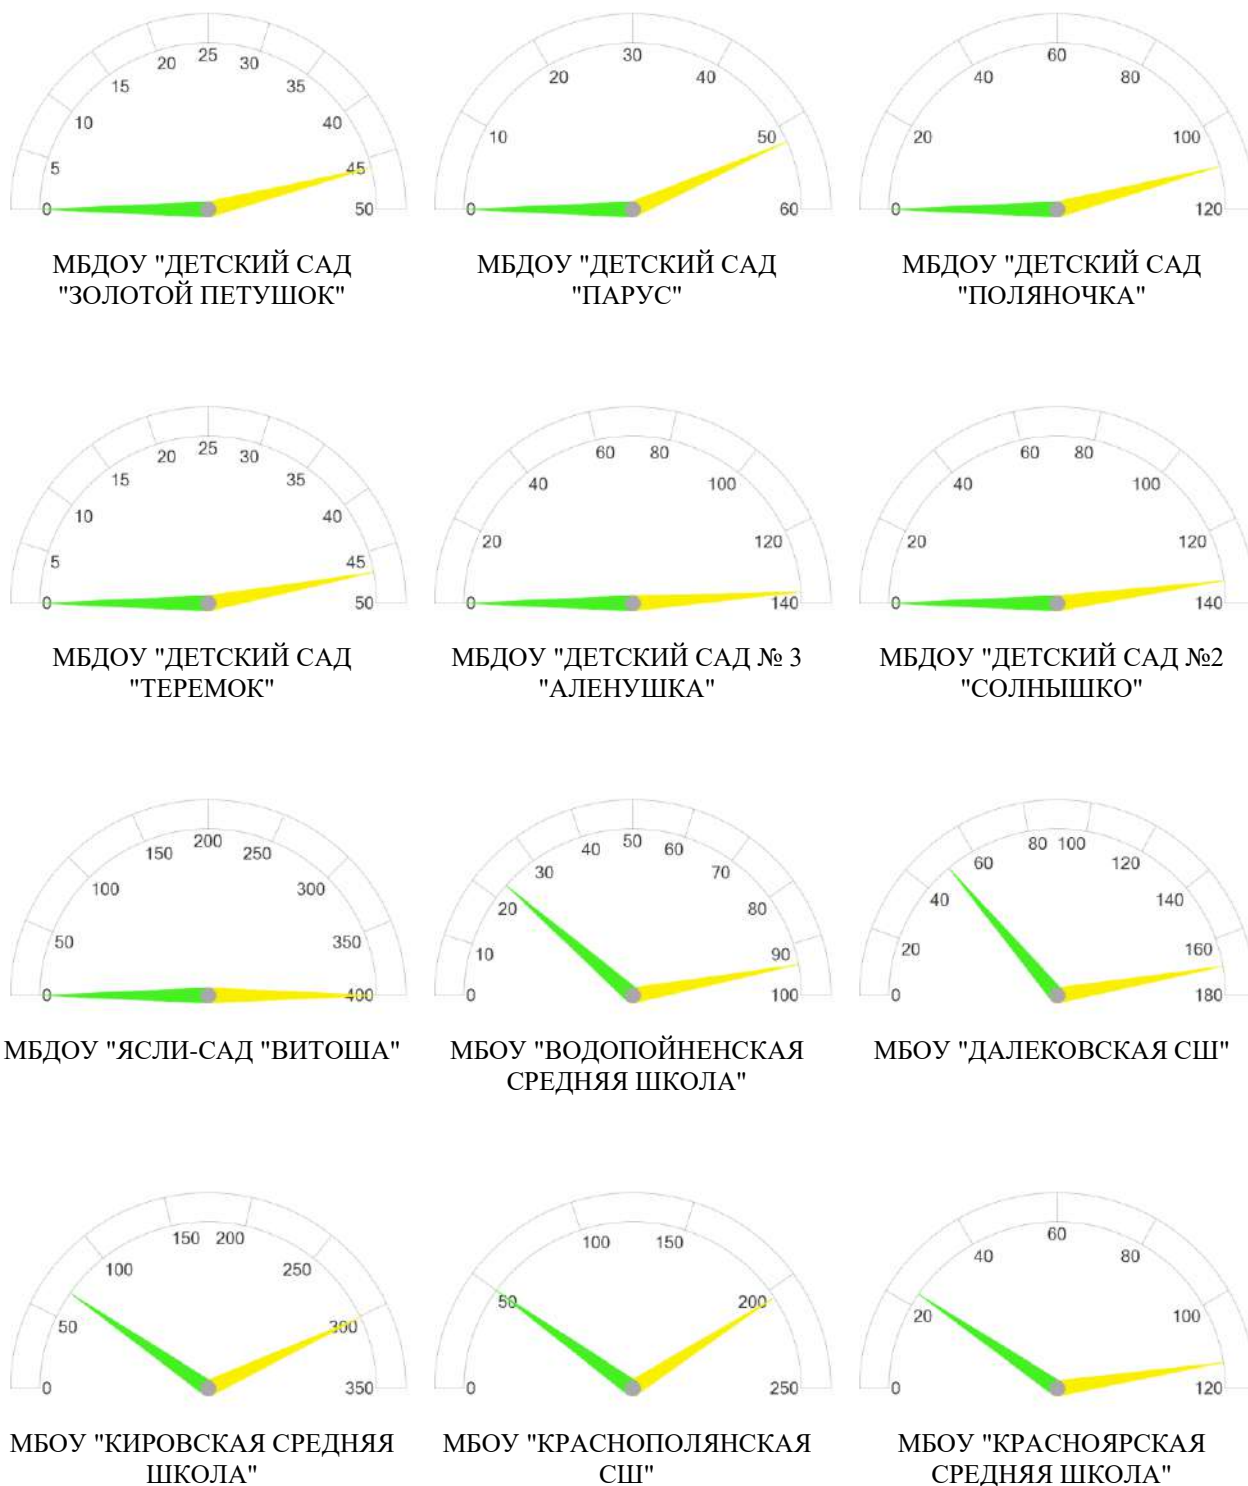 0 5 10 15 20 25 30 35 40 45 50
МБДОУ "ДЕТСКИЙ САД
"ЗОЛОТОЙ ПЕТУШОК"
0 10 20 30 40 50 60
МБДОУ "ДЕТСКИЙ САД
"ПАРУС"
0 20 40 60 80 100 120
МБДОУ "ДЕТСКИЙ САД
"ПОЛЯНОЧКА"
0 5 10 15 20 25 30 35 40 45 50
МБДОУ "ДЕТСКИЙ САД
"ТЕРЕМОК"
0 20 40 60 80 100 120 140
МБДОУ "ДЕТСКИЙ САД № 3
"АЛЕНУШКА"
0 20 40 60 80 100 120 140
МБДОУ "ДЕТСКИЙ САД №2
"СОЛНЫШКО"
0 50 100 150 200 250 300 350 400
МБДОУ "ЯСЛИ-САД "ВИТОША"
0 10 20 30 40 50 60 70 80 90 100
МБОУ "ВОДОПОЙНЕНСКАЯ
СРЕДНЯЯ ШКОЛА"
0 20 40 60 80 100 120 140 160 180
МБОУ "ДАЛЕКОВСКАЯ СШ"
0 50 100 150 200 250 300 350
МБОУ "КИРОВСКАЯ СРЕДНЯЯ
ШКОЛА"
0 50 100 150 200 250
МБОУ "КРАСНОПОЛЯНСКАЯ
СШ"
0 20 40 60 80 100 120
МБОУ "КРАСНОЯРСКАЯ
СРЕДНЯЯ ШКОЛА"